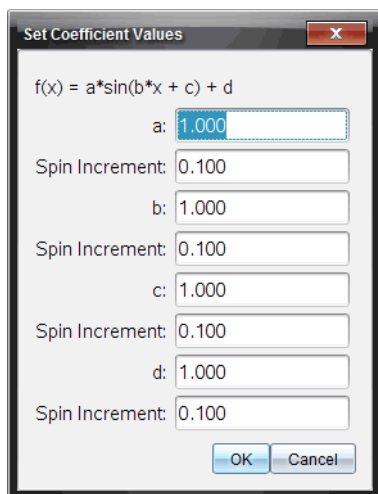 Set Coefficient Values
f(x) = a*sin(b*x + c) + d
a: 1.000
Spin Increment: 0.100
b: 1.000
Spin Increment: 0.100
c: 1.000
Spin Increment: 0.100
d: 1.000
Spin Increment: 0.100
OK Cancel